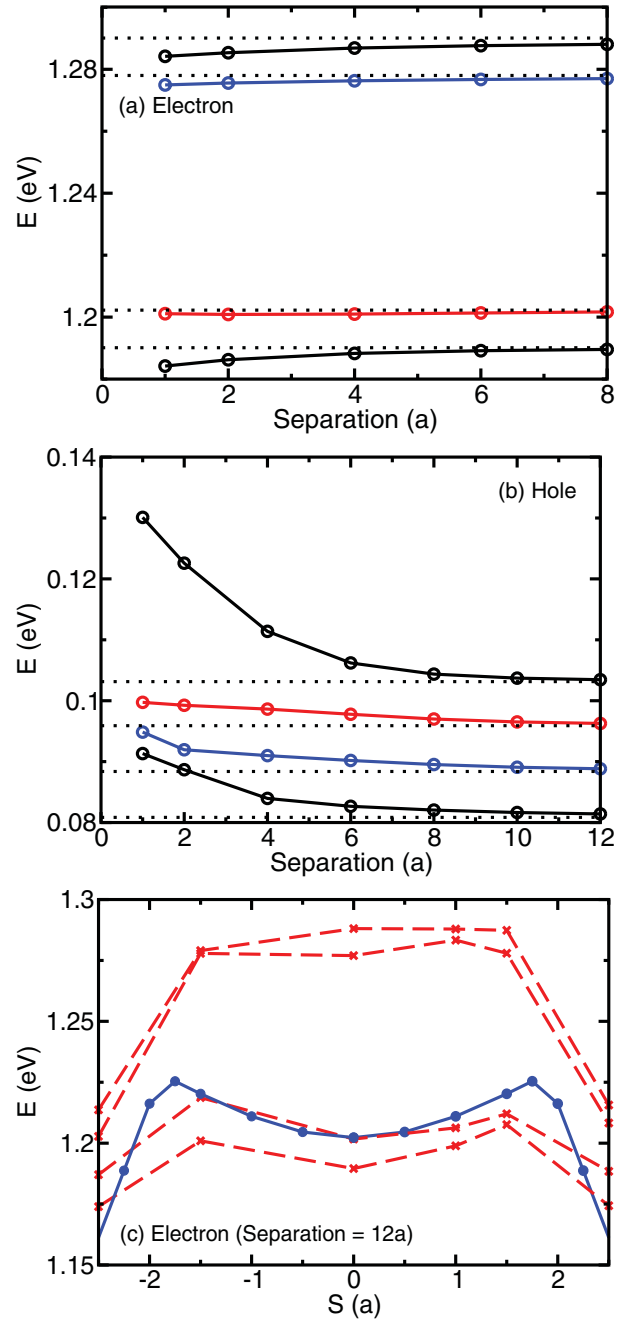 1.28
(a) Electron
1.24
E (eV)
1.2
0 2 4 6 8
Separation (a)
0.14
(b) Hole
0.12
E (eV)
0.1
0.08
0 2 4 6 8 10 12
Separation (a)
1.3
1.25
E (eV)
1.2
(c) Electron (Separation = 12a)
1.15
-2 -1 0 1 2
S (a)